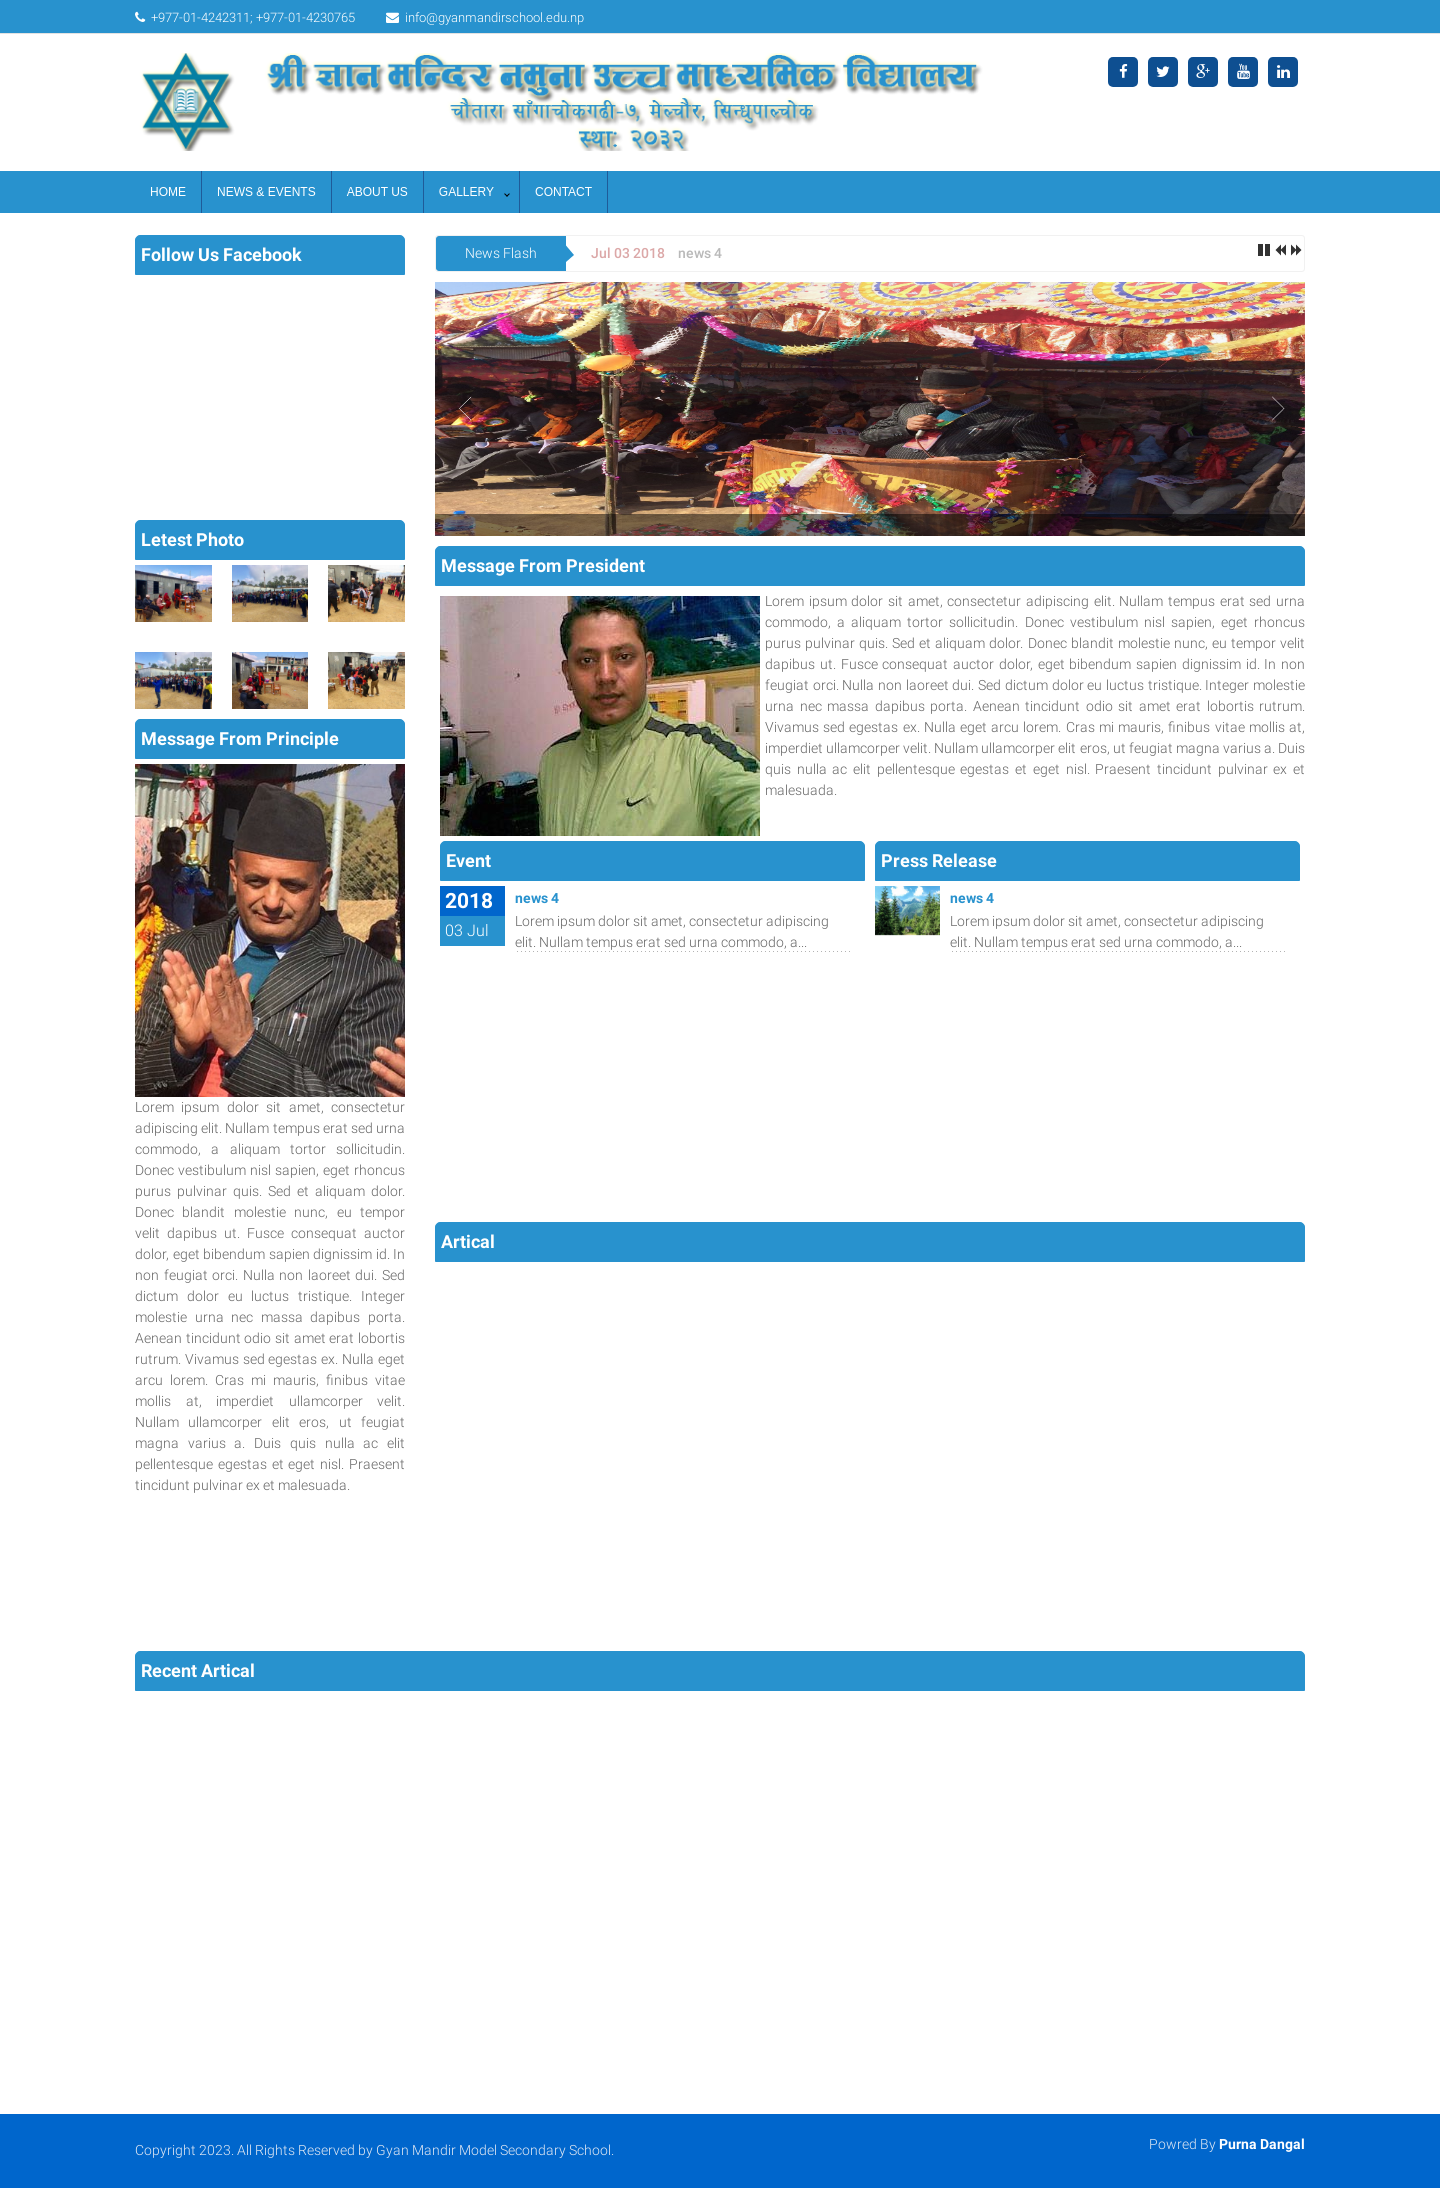 +977-01-4242311; +977-01-4230765 info@gyanmandirschool.edu.np
श्री ज्ञान मन्दिर नमुना उच्च माध्यमिक विद्यालय
चौतारा साँगाचोकगढी-७, मेल्चौर, सिन्धुपाल्चोक
स्था: २०३२
HOME NEWS & EVENTS ABOUT US GALLERY CONTACT
Follow Us Facebook
News Flash Jul 03 2018 news 4
Letest Photo
Message From Principle
Lorem ipsum dolor sit amet, consectetur
adipiscing elit. Nullam tempus erat sed urna
commodo, a aliquam tortor sollicitudin.
Donec vestibulum nisl sapien, eget rhoncus
purus pulvinar quis. Sed et aliquam dolor.
Donec blandit molestie nunc, eu tempor
velit dapibus ut. Fusce consequat auctor
dolor, eget bibendum sapien dignissim id. In
non feugiat orci. Nulla non laoreet dui. Sed
dictum dolor eu luctus tristique. Integer
molestie urna nec massa dapibus porta.
Aenean tincidunt odio sit amet erat lobortis
rutrum. Vivamus sed egestas ex. Nulla eget
arcu lorem. Cras mi mauris, finibus vitae
mollis at, imperdiet ullamcorper velit.
Nullam ullamcorper elit eros, ut feugiat
magna varius a. Duis quis nulla ac elit
pellentesque egestas et eget nisl. Praesent
tincidunt pulvinar ex et malesuada.
Message From President
Lorem ipsum dolor sit amet, consectetur adipiscing elit. Nullam tempus erat sed urna
commodo, a aliquam tortor sollicitudin. Donec vestibulum nisl sapien, eget rhoncus
purus pulvinar quis. Sed et aliquam dolor. Donec blandit molestie nunc, eu tempor velit
dapibus ut. Fusce consequat auctor dolor, eget bibendum sapien dignissim id. In non
feugiat orci. Nulla non laoreet dui. Sed dictum dolor eu luctus tristique. Integer molestie
urna nec massa dapibus porta. Aenean tincidunt odio sit amet erat lobortis rutrum.
Vivamus sed egestas ex. Nulla eget arcu lorem. Cras mi mauris, finibus vitae mollis at,
imperdiet ullamcorper velit. Nullam ullamcorper elit eros, ut feugiat magna varius a. Duis
quis nulla ac elit pellentesque egestas et eget nisl. Praesent tincidunt pulvinar ex et
malesuada.
Event
2018
03 Jul
news 4
Lorem ipsum dolor sit amet, consectetur adipiscing
elit. Nullam tempus erat sed urna commodo, a...
Press Release
news 4
Lorem ipsum dolor sit amet, consectetur adipiscing
elit. Nullam tempus erat sed urna commodo, a...
Artical
Recent Artical
Copyright 2023. All Rights Reserved by Gyan Mandir Model Secondary School.
Powred By Purna Dangal